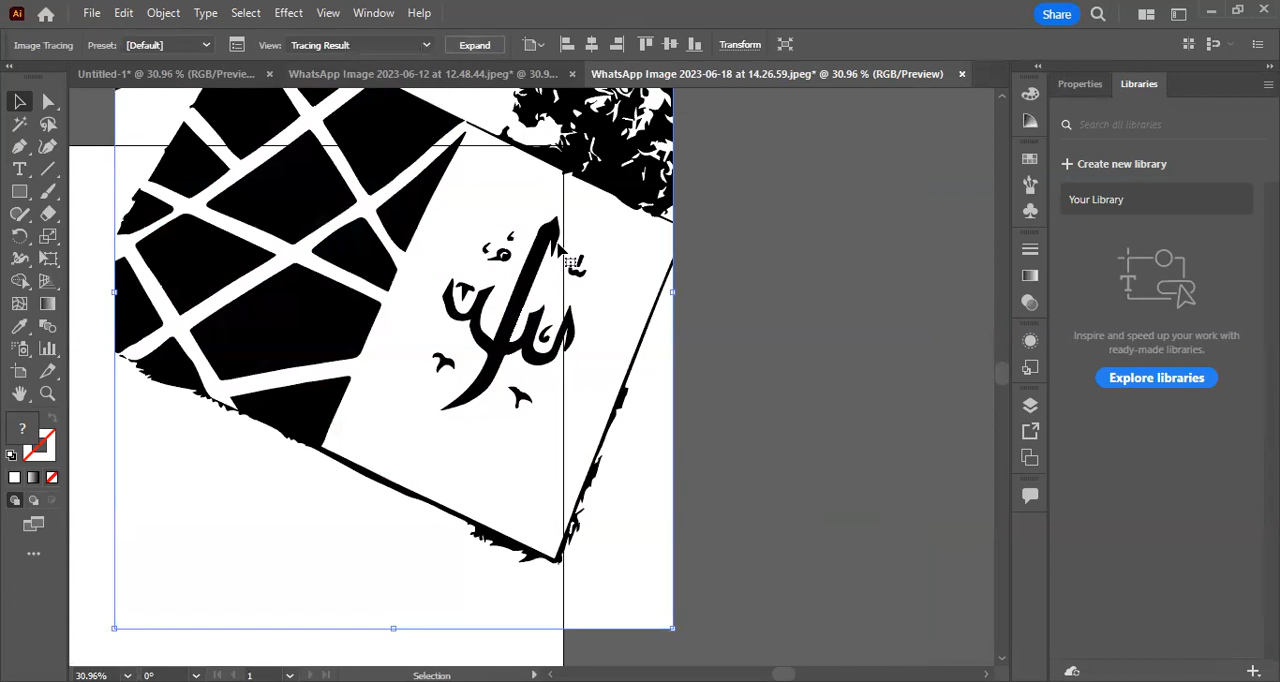 Ai File Edit Object Type Select Effect View Window Help Share
Image Tracing Preset: [Default] View: Tracing Result Expand Transform
Untitled-1* @ 30.96 % (RGB/Previe... × WhatsApp Image 2023-06-12 at 12.48.44.jpeg* @ 30.9... × WhatsApp Image 2023-06-18 at 14.26.59.jpeg* @ 30.96 % (RGB/Preview) ×
Properties Libraries
Search all libraries
+ Create new library
Your Library
Inspire and speed up your work with
ready-made libraries.
Explore libraries
?
30.96% 0° 1 Selection